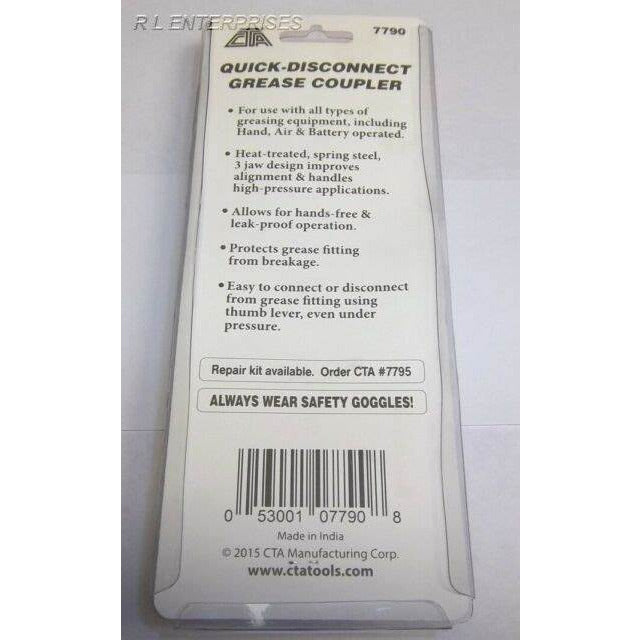 R L ENTERPRISES
CTA
7790
QUICK-DISCONNECT
GREASE COUPLER
• For use with all types of
greasing equipment, including
Hand, Air & Battery operated.
• Heat-treated, spring steel,
3 jaw design improves
alignment & handles
high-pressure applications.
• Allows for hands-free &
leak-proof operation.
• Protects grease fitting
from breakage.
• Easy to connect or disconnect
from grease fitting using
thumb lever, even under
pressure.
Repair kit available. Order CTA #7795
ALWAYS WEAR SAFETY GOGGLES!
0 53001 07790 8
Made in India
© 2015 CTA Manufacturing Corp.
www.ctatools.com